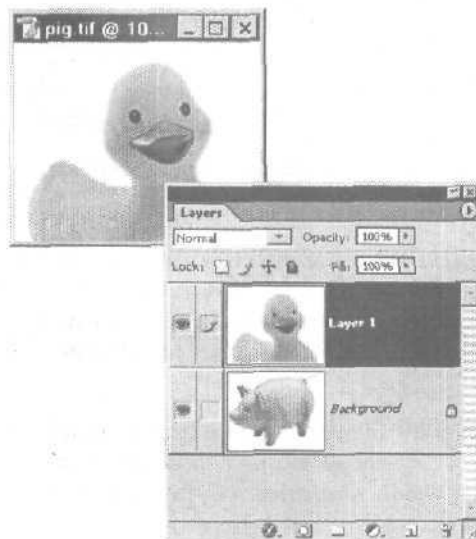 pig.tif @ 10...
Layers
Normal Opacity: 100%
Lock: Fill: 100%
Layer 1
Background